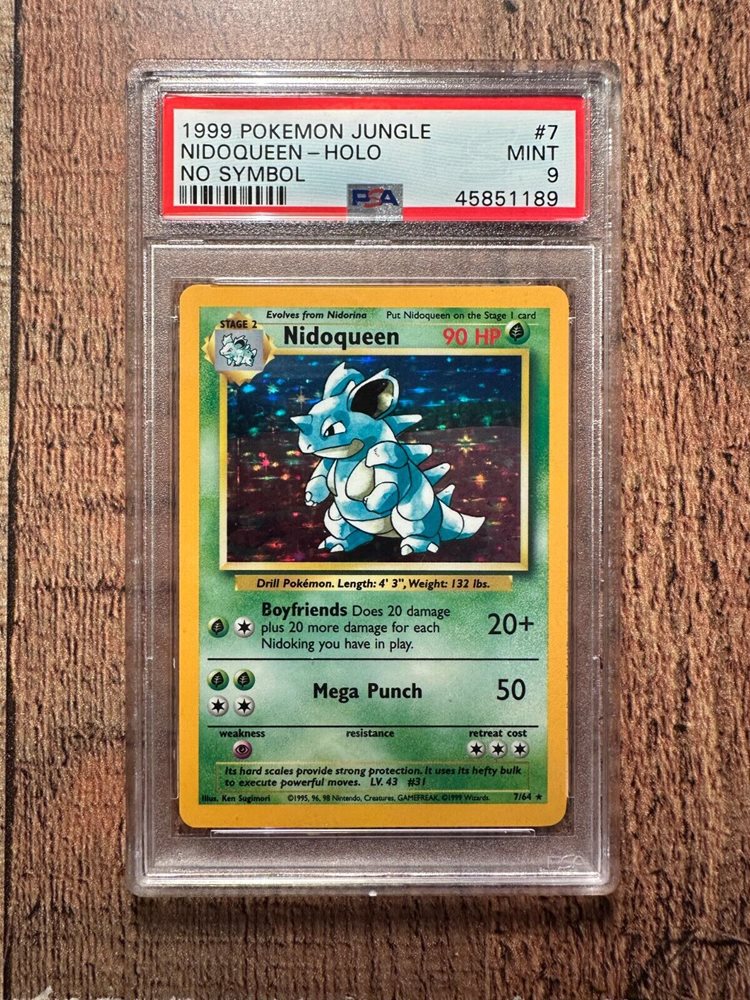 1999 POKEMON JUNGLE #7
NIDOQUEEN – HOLO MINT
NO SYMBOL 9
PSA 45851189
Evolves from Nidorina Put Nidoqueen on the Stage 1 card
STAGE 2
Nidoqueen 90 HP
Drill Pokémon. Length: 4' 3", Weight: 132 lbs.
Boyfriends Does 20 damage
plus 20 more damage for each
Nidoking you have in play.
20+
Mega Punch 50
weakness resistance retreat cost
Its hard scales provide strong protection. It uses its hefty bulk
to execute powerful moves. LV. 43 #31
Illus. Ken Sugimori ©1995, 96, 98 Nintendo, Creatures, GAMEFREAK. ©1999 Wizards. 7/64 ★